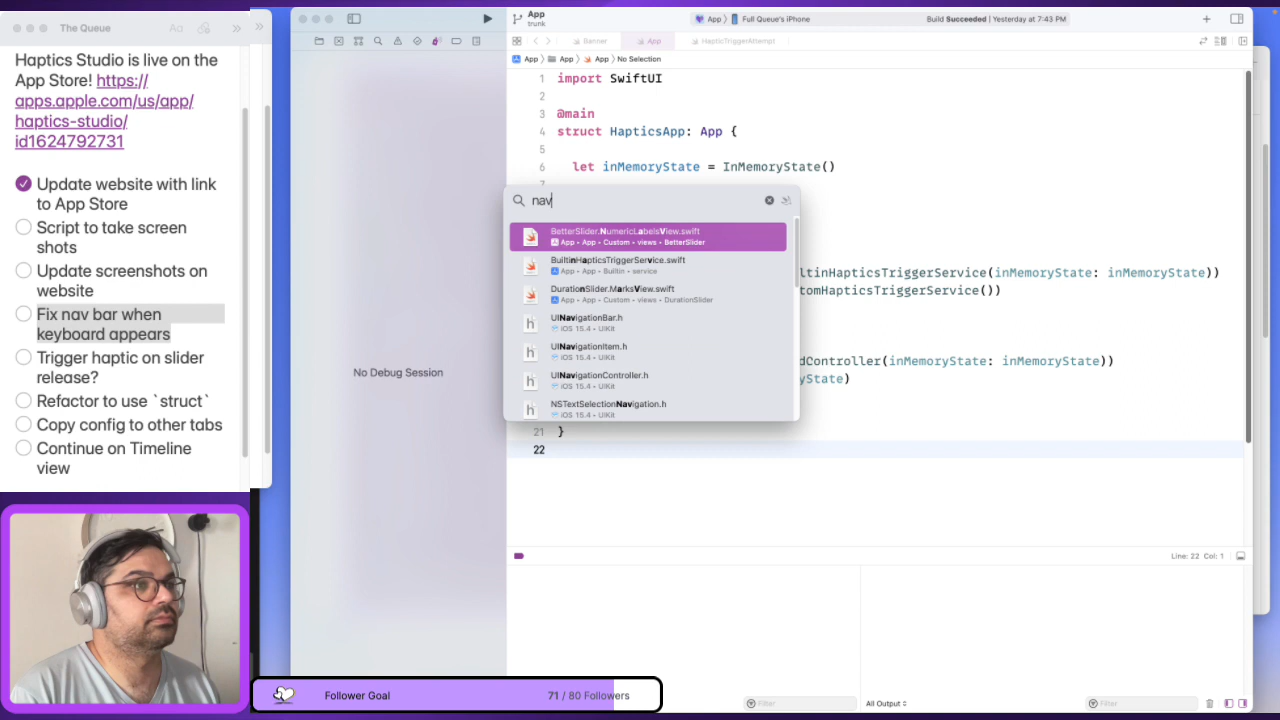 The Queue
Haptics Studio is live on the
App Store! https://
apps.apple.com/us/app/
haptics-studio/
id1624792731
Update website with link
to App Store
Script to take screen
shots
Update screenshots on
website
Fix nav bar when
keyboard appears
Trigger haptic on slider
release?
Refactor to use `struct`
Copy config to other tabs
Continue on Timeline
view
App
trunk
App
Full Queue's iPhone
Build Succeeded | Yesterday at 7:43 PM
Banner
App
HapticTriggerAttempt
App
App
App
No Selection
1 import SwiftUI
2
3 @main
4 struct HapticsApp: App {
5
6 let inMemoryState = InMemoryState()
7
nav
BetterSlider.NumericLabelsView.swift
App • App • Custom • views • BetterSlider
BuiltinHapticsTriggerService.swift
App • App • Builtin • service
DurationSlider.MarksView.swift
App • App • Custom • views • DurationSlider
UINavigationBar.h
iOS 15.4 • UIKit
UINavigationItem.h
iOS 15.4 • UIKit
UINavigationController.h
iOS 15.4 • UIKit
NSTextSelectionNavigation.h
iOS 15.4 • UIKit
ltinHapticsTriggerService(inMemoryState: inMemoryState))
tomHapticsTriggerService())
dController(inMemoryState: inMemoryState))
yState)
21 }
22
No Debug Session
Line: 22 Col: 1
Filter
All Output
Filter
Follower Goal
71 / 80 Followers